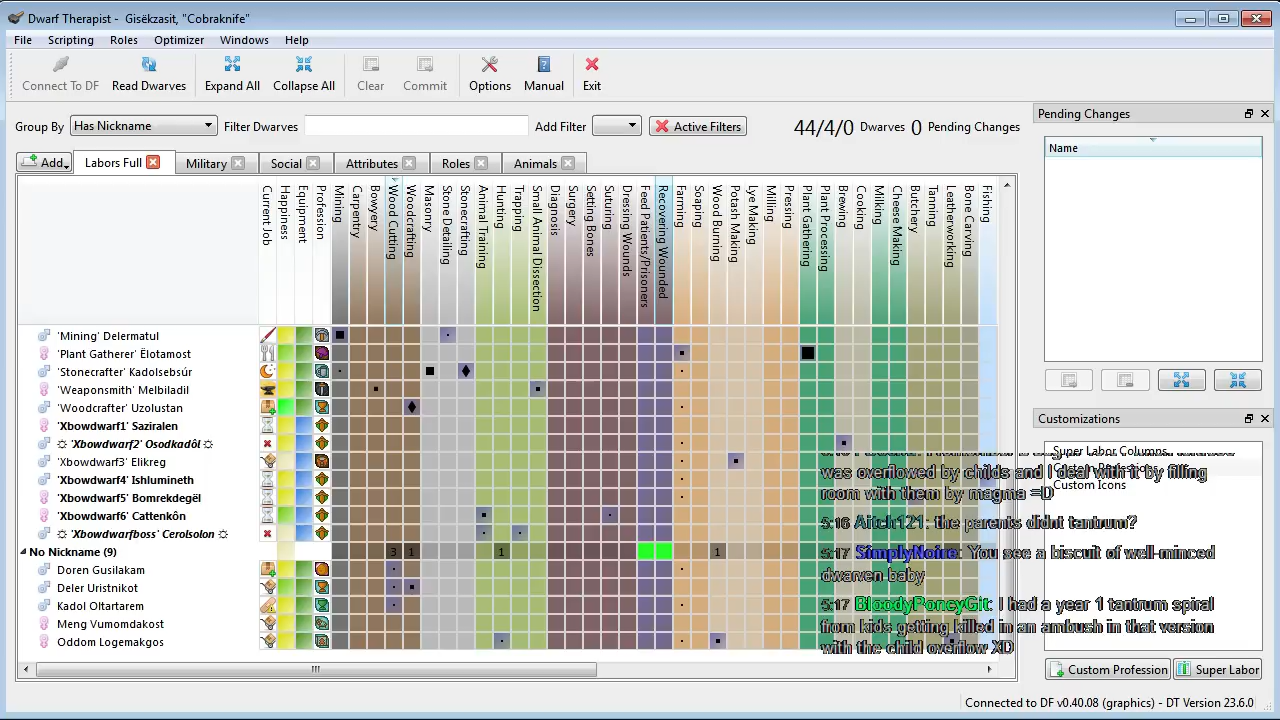 Dwarf Therapist - Gisëkzasit, "Cobraknife"
File Scripting Roles Optimizer Windows Help
Connect To DF Read Dwarves Expand All Collapse All Clear Commit Options Manual Exit
Group By Has Nickname Filter Dwarves Add Filter Active Filters 44/4/0 Dwarves 0 Pending Changes
Add... Labors Full Military Social Attributes Roles Animals
Current Job
Happiness
Equipment
Profession
Mining
Carpentry
Bowyery
Wood Cutting
Woodcrafting
Masonry
Stone Detailing
Stonecrafting
Animal Training
Hunting
Trapping
Small Animal Dissection
Diagnosis
Surgery
Setting Bones
Suturing
Dressing Wounds
Feed Patients/Prisoners
Recovering Wounded
Farming
Soaping
Wood Burning
Potash Making
Lye Making
Milling
Pressing
Plant Gathering
Plant Processing
Brewing
Cooking
Milking
Cheese Making
Butchery
Tanning
Leatherworking
Bone Carving
Fishing
'Mining' Delermatul
'Plant Gatherer' Ëlotamost
'Stonecrafter' Kadolsebsúr
'Weaponsmith' Melbiladil
'Woodcrafter' Uzolustan
'Xbowdwarf1' Saziralen
☼ 'Xbowdwarf2' Osodkadôl ☼
'Xbowdwarf3' Elikreg
'Xbowdwarf4' Ishlumineth
'Xbowdwarf5' Bomrekdegël
'Xbowdwarf6' Cattenkôn
☼ 'Xbowdwarfboss' Cerolsolon ☼
No Nickname (9) 3 1 1 1
Doren Gusilakam
Deler Uristnikot
Kadol Oltartarem
Meng Vumomdakost
Oddom Logemakgos
Pending Changes
Name
Customizations
Super Labor Columns
Custom Icons
was overflowed by childs and I deal with it by filling
room with them by magma =D
5:16 Aitch121: the parents didnt tantrum?
5:17 SimplyNoire: You see a biscuit of well-minced
dwarven baby
5:17 BloodyPoncyGit: I had a year 1 tantrum spiral
from kids getting killed in an ambush in that version
with the child overflow XD
Custom Profession Super Labor
Connected to DF v0.40.08 (graphics) - DT Version 23.6.0